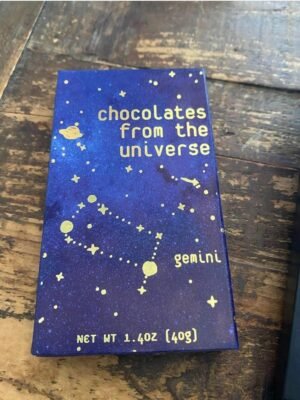 chocolates
from the
universe
gemini
NET WT 1.4OZ (40g)